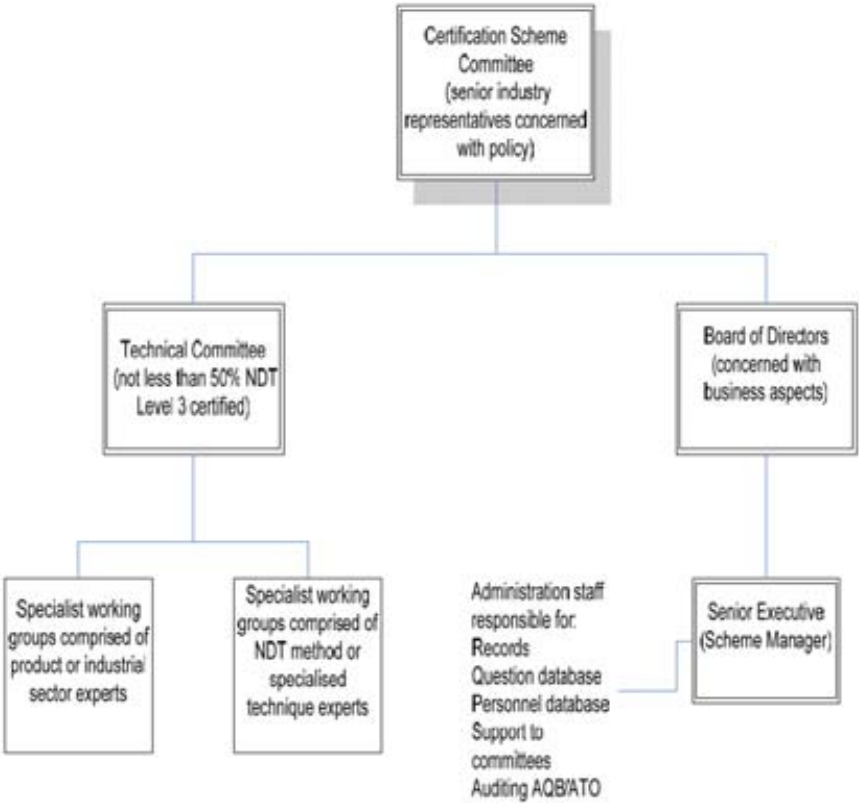 Certification Scheme
Committee
(senior industry
representatives concerned
with policy)
Technical Committee
(not less than 50% NDT
Level 3 certified)
Board of Directors
(concerned with
business aspects)
Specialist working
groups comprised of
product or industrial
sector experts
Specialist working
groups comprised of
NDT method or
specialised
technique experts
Administration staff
responsible for:
Records
Question database
Personnel database
Support to
committees
Auditing AQB/ATO
Senior Executive
(Scheme Manager)